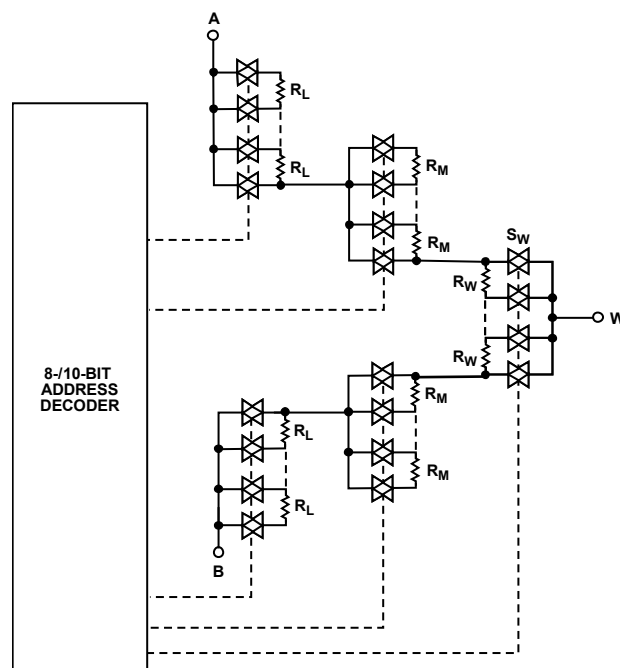 A
R_L
R_L
R_M
R_M
S_W
R_W
W
R_W
8-/10-BIT
ADDRESS
DECODER
R_M
R_L
R_M
R_L
B